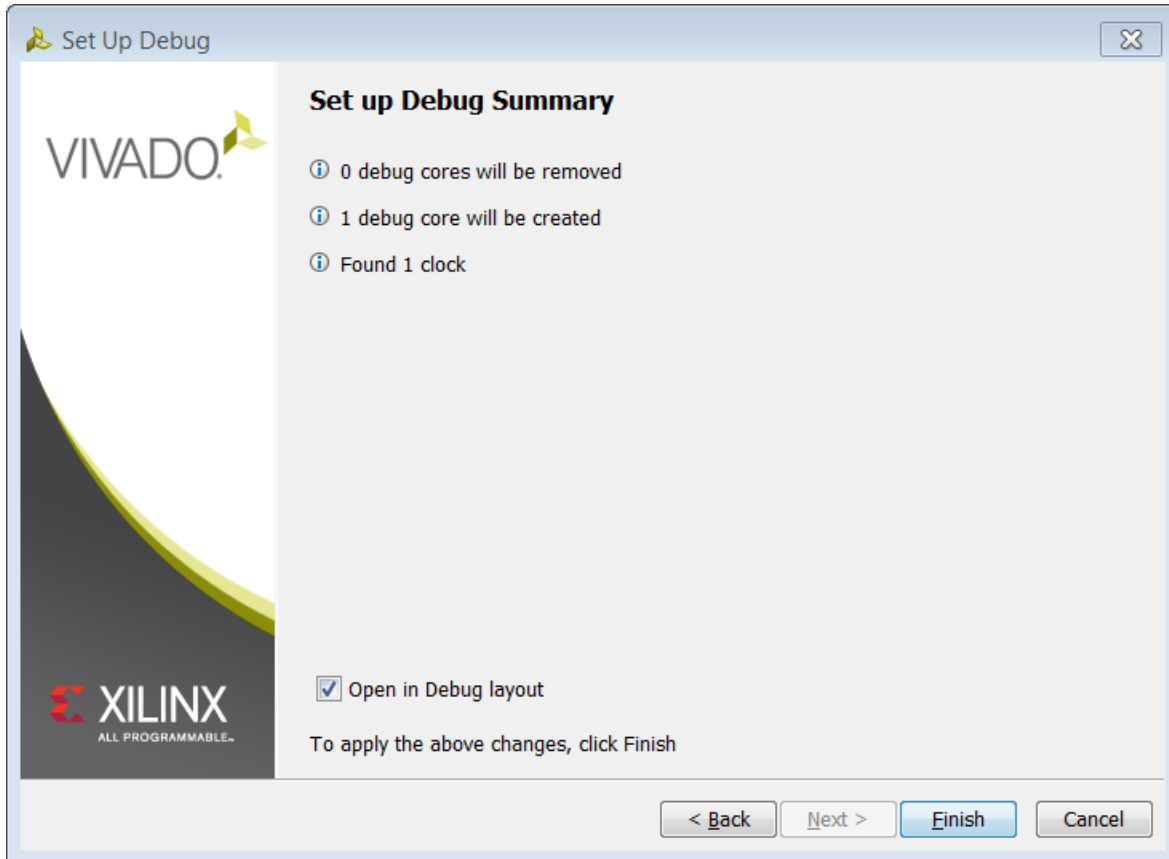 Set Up Debug
VIVADO.
Set up Debug Summary
0 debug cores will be removed
1 debug core will be created
Found 1 clock
Open in Debug layout
XILINX
ALL PROGRAMMABLE™
To apply the above changes, click Finish
< Back
Next >
Finish
Cancel